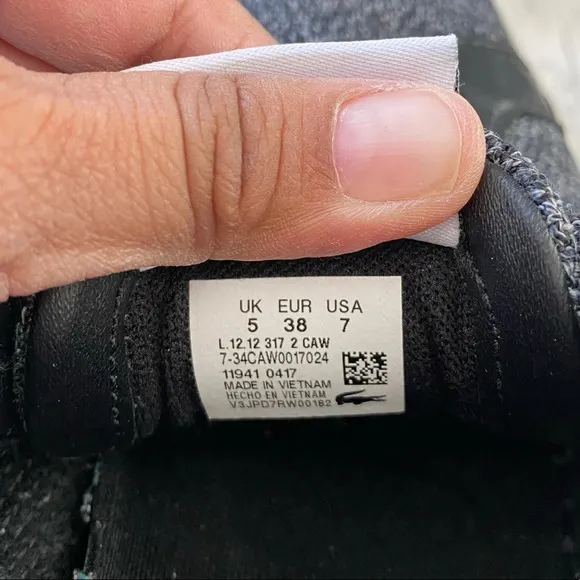 UK EUR USA
5 38 7
L.12.12 317 2 CAW
7-34CAW0017024
11941 0417
MADE IN VIETNAM
HECHO EN VIETNAM
V3JPD7RW00182